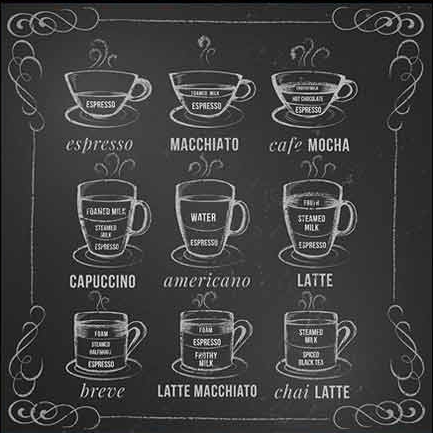 ESPRESSO
espresso
FOAMED MILK
ESPRESSO
MACCHIATO
HOT CHOCOLATE
ESPRESSO
cafe MOCHA
FOAMED MILK
STEAMED
MILK
ESPRESSO
CAPUCCINO
WATER
ESPRESSO
americano
FROTH
STEAMED
MILK
ESPRESSO
LATTE
FOAM
STEAMED
HALF&HALF
ESPRESSO
breve
FOAM
ESPRESSO
FROTHY
MILK
LATTE MACCHIATO
STEAMED
MILK
SPICED
BLACK TEA
chai LATTE